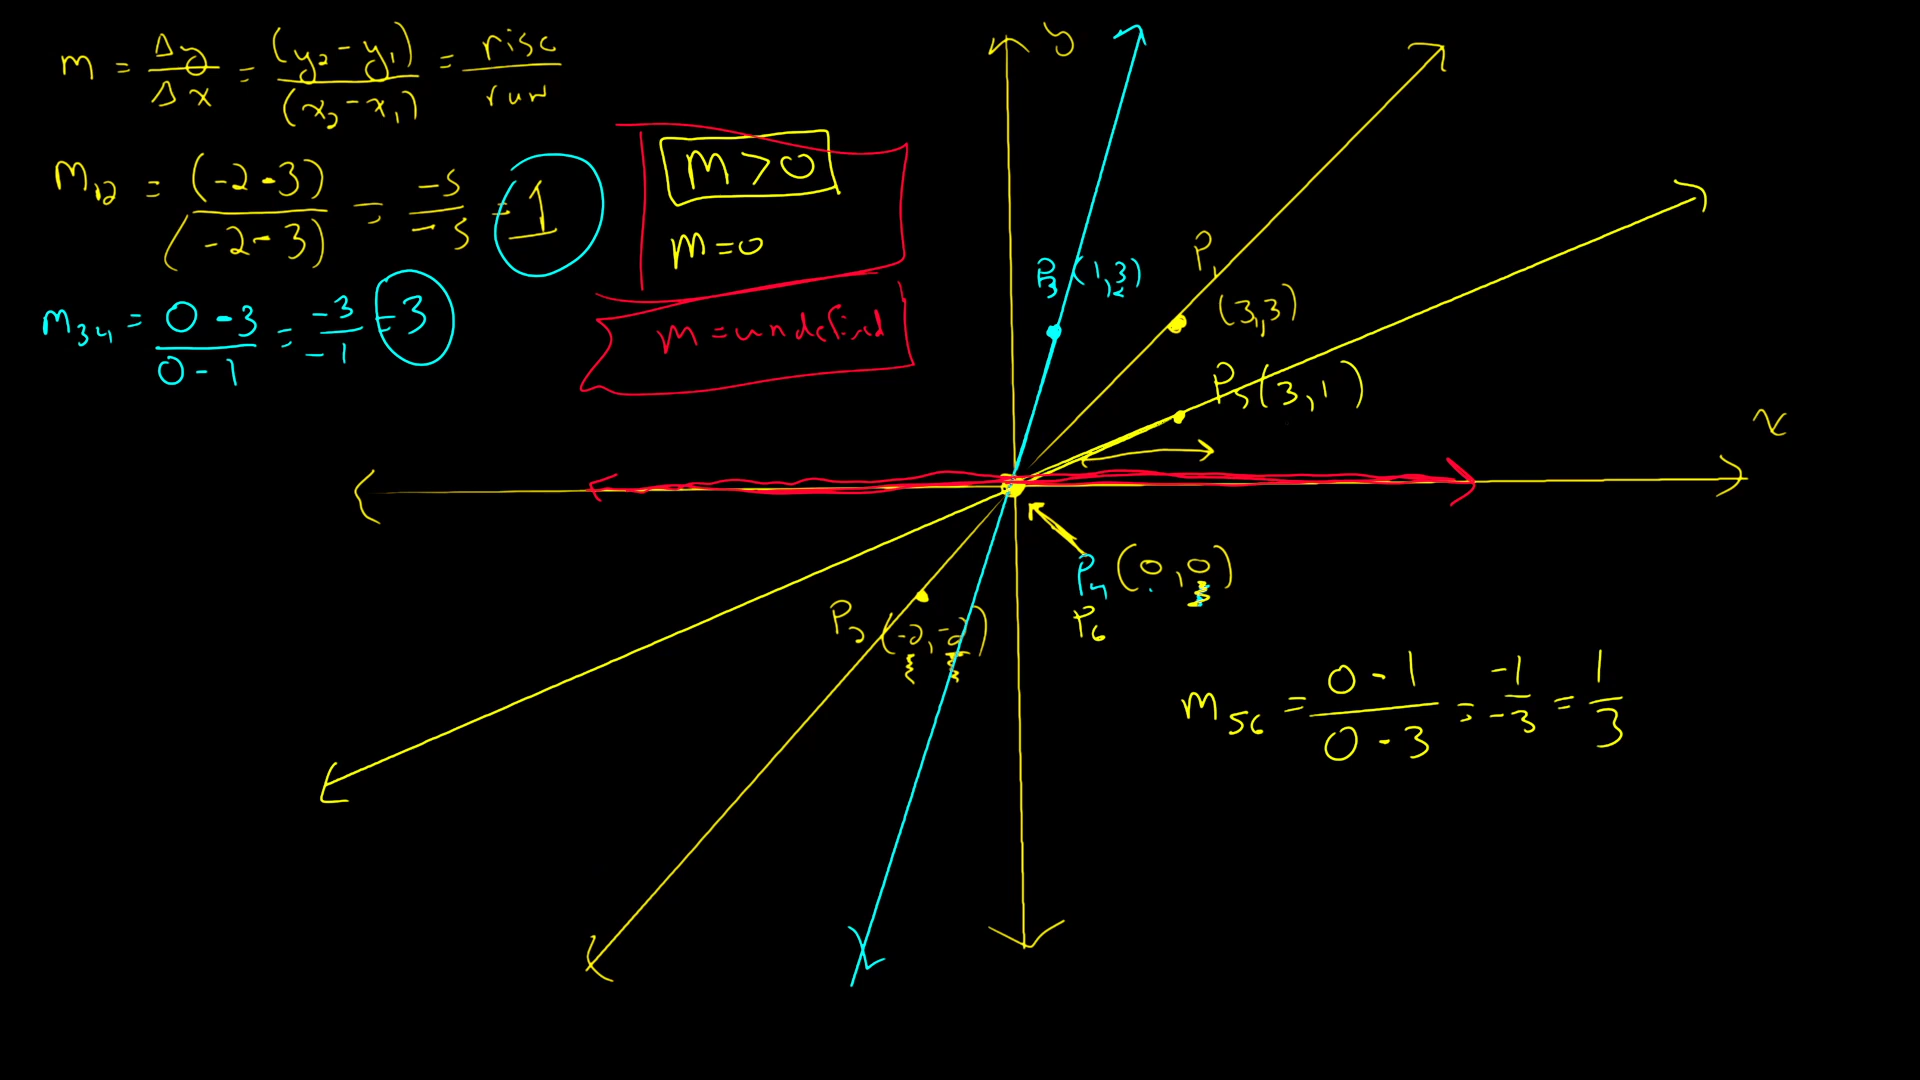 m = Δy/Δx = (y₂-y₁)/(x₂-x₁) = rise/run
m₁₂ = (-2-3)/(-2-3) = -5/-5 = 1
m₃₄ = 0-3/0-1 = -3/-1 = 3
m>0
m=0
m=undefined
y
x
P₁
(3,3)
P₃(1,3)
P₅(3,1)
P₂(-2,-2)
P₄(0,0)
P₆
m₅₆ = 0-1/0-3 = -1/-3 = 1/3